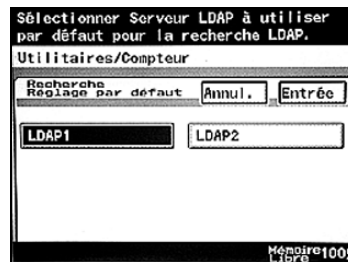 Sélectionner Serveur LDAP à utiliser
par défaut pour la recherche LDAP.
Utilitaires/Compteur
Recherche
Réglage par défaut
Annul.
Entrée
LDAP1
LDAP2
Mémoire
Libre 100%